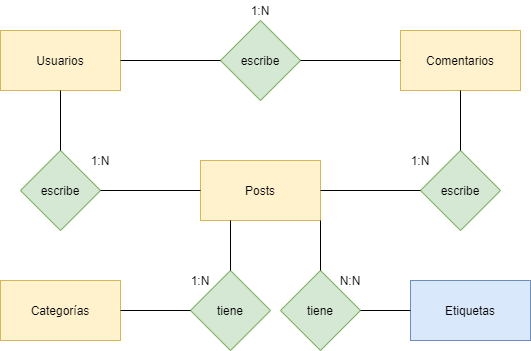 1:N
Usuarios
escribe
Comentarios
1:N
1:N
escribe
Posts
escribe
1:N
N:N
Categorías
tiene
tiene
Etiquetas